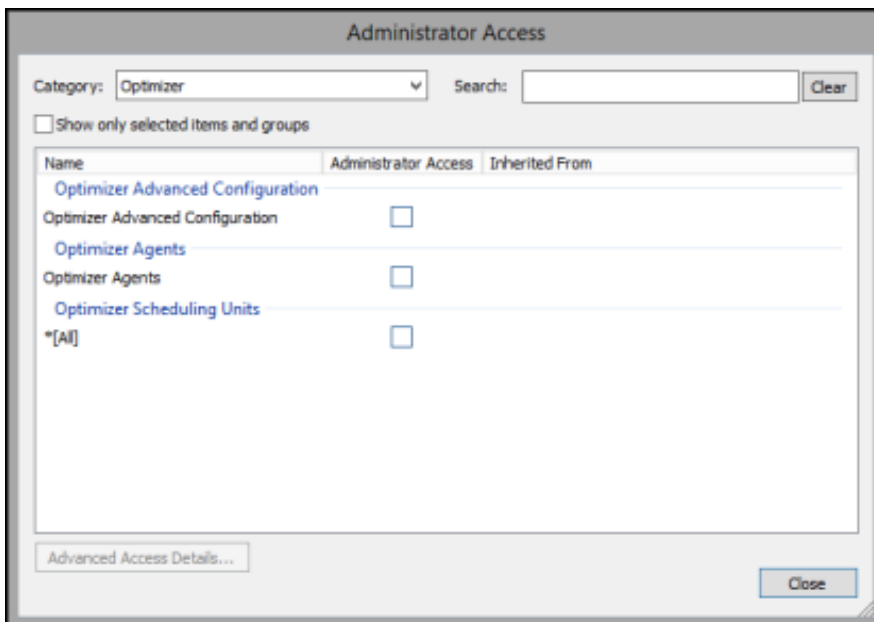 Administrator Access
Category: Optimizer Search: Clear
Show only selected items and groups
Name Administrator Access Inherited From
Optimizer Advanced Configuration
Optimizer Advanced Configuration
Optimizer Agents
Optimizer Agents
Optimizer Scheduling Units
*[All]
Advanced Access Details...
Close